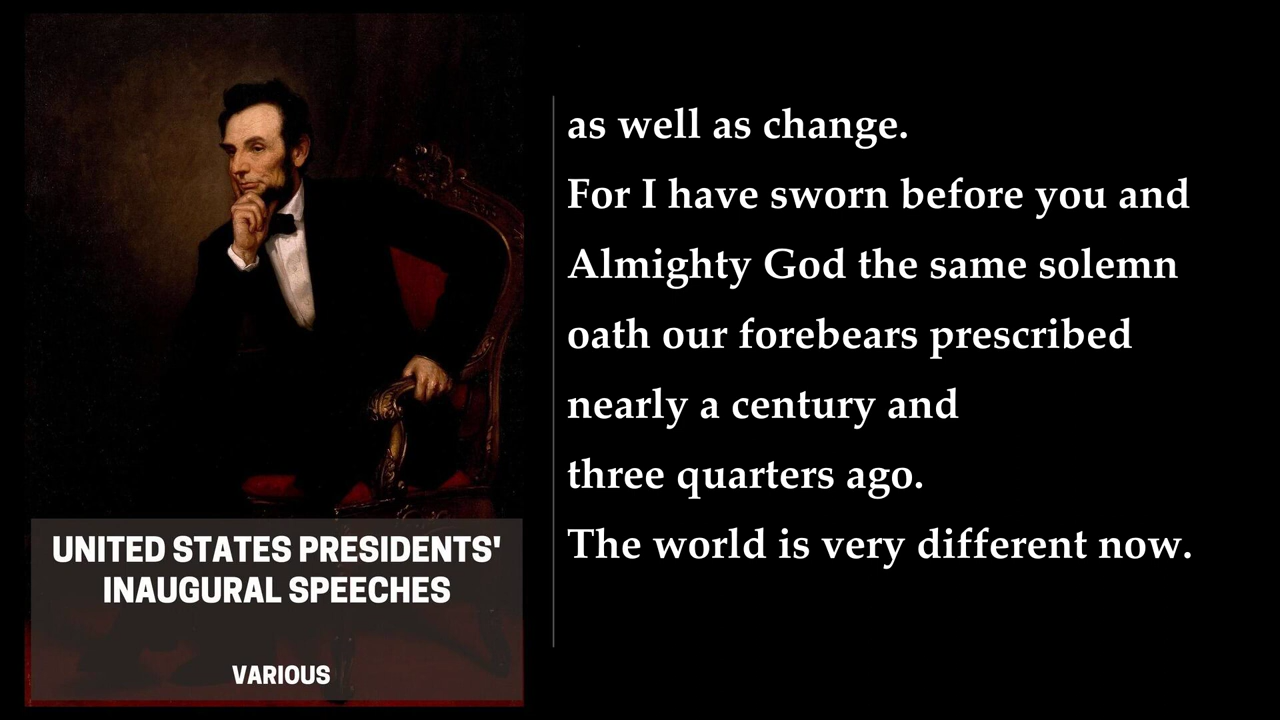 UNITED STATES PRESIDENTS'
INAUGURAL SPEECHES
VARIOUS
as well as change.
For I have sworn before you and
Almighty God the same solemn
oath our forebears prescribed
nearly a century and
three quarters ago.
The world is very different now.